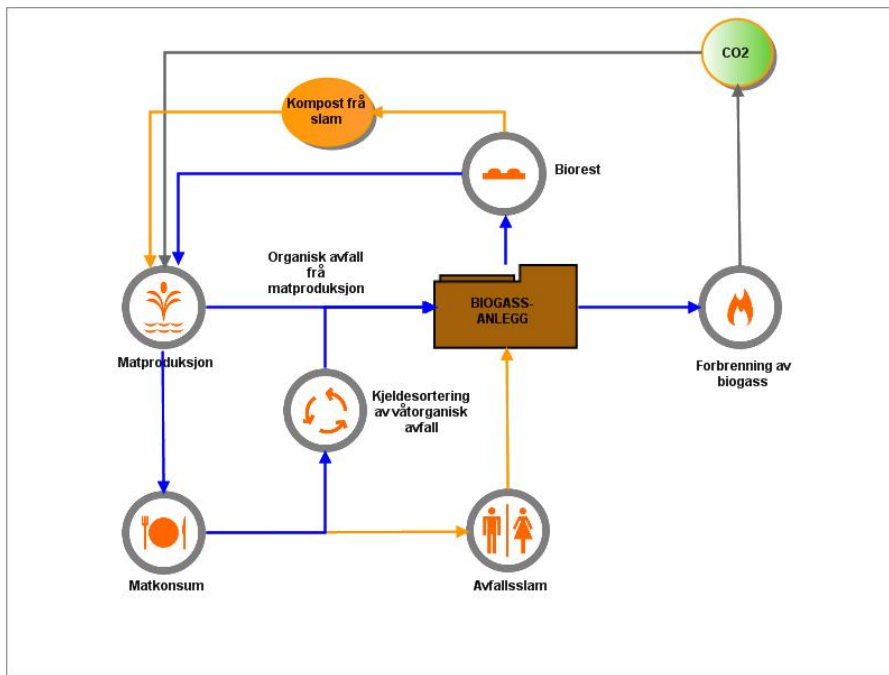 CO2
Kompost frå
slam
Biorest
Organisk avfall
frå
matproduksjon
BIOGASS-
ANLEGG
Matproduksjon
Forbrenning av
biogass
Kjeldesortering
av våtorganisk
avfall
Matkonsum
Avfallsslam